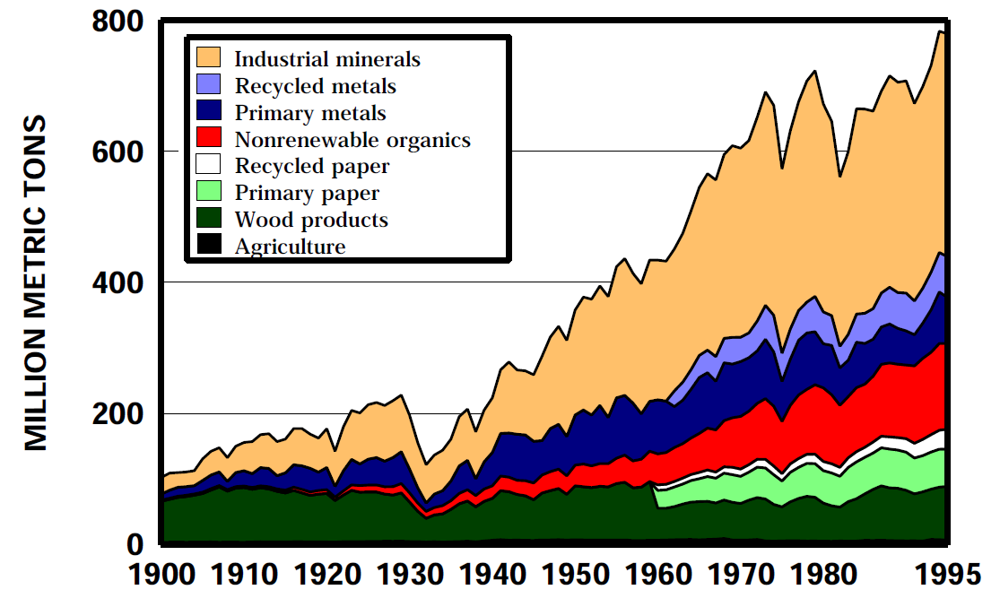 800
600
400
200
0
MILLION METRIC TONS
Industrial minerals
Recycled metals
Primary metals
Nonrenewable organics
Recycled paper
Primary paper
Wood products
Agriculture
1900 1910 1920 1930 1940 1950 1960 1970 1980 1995